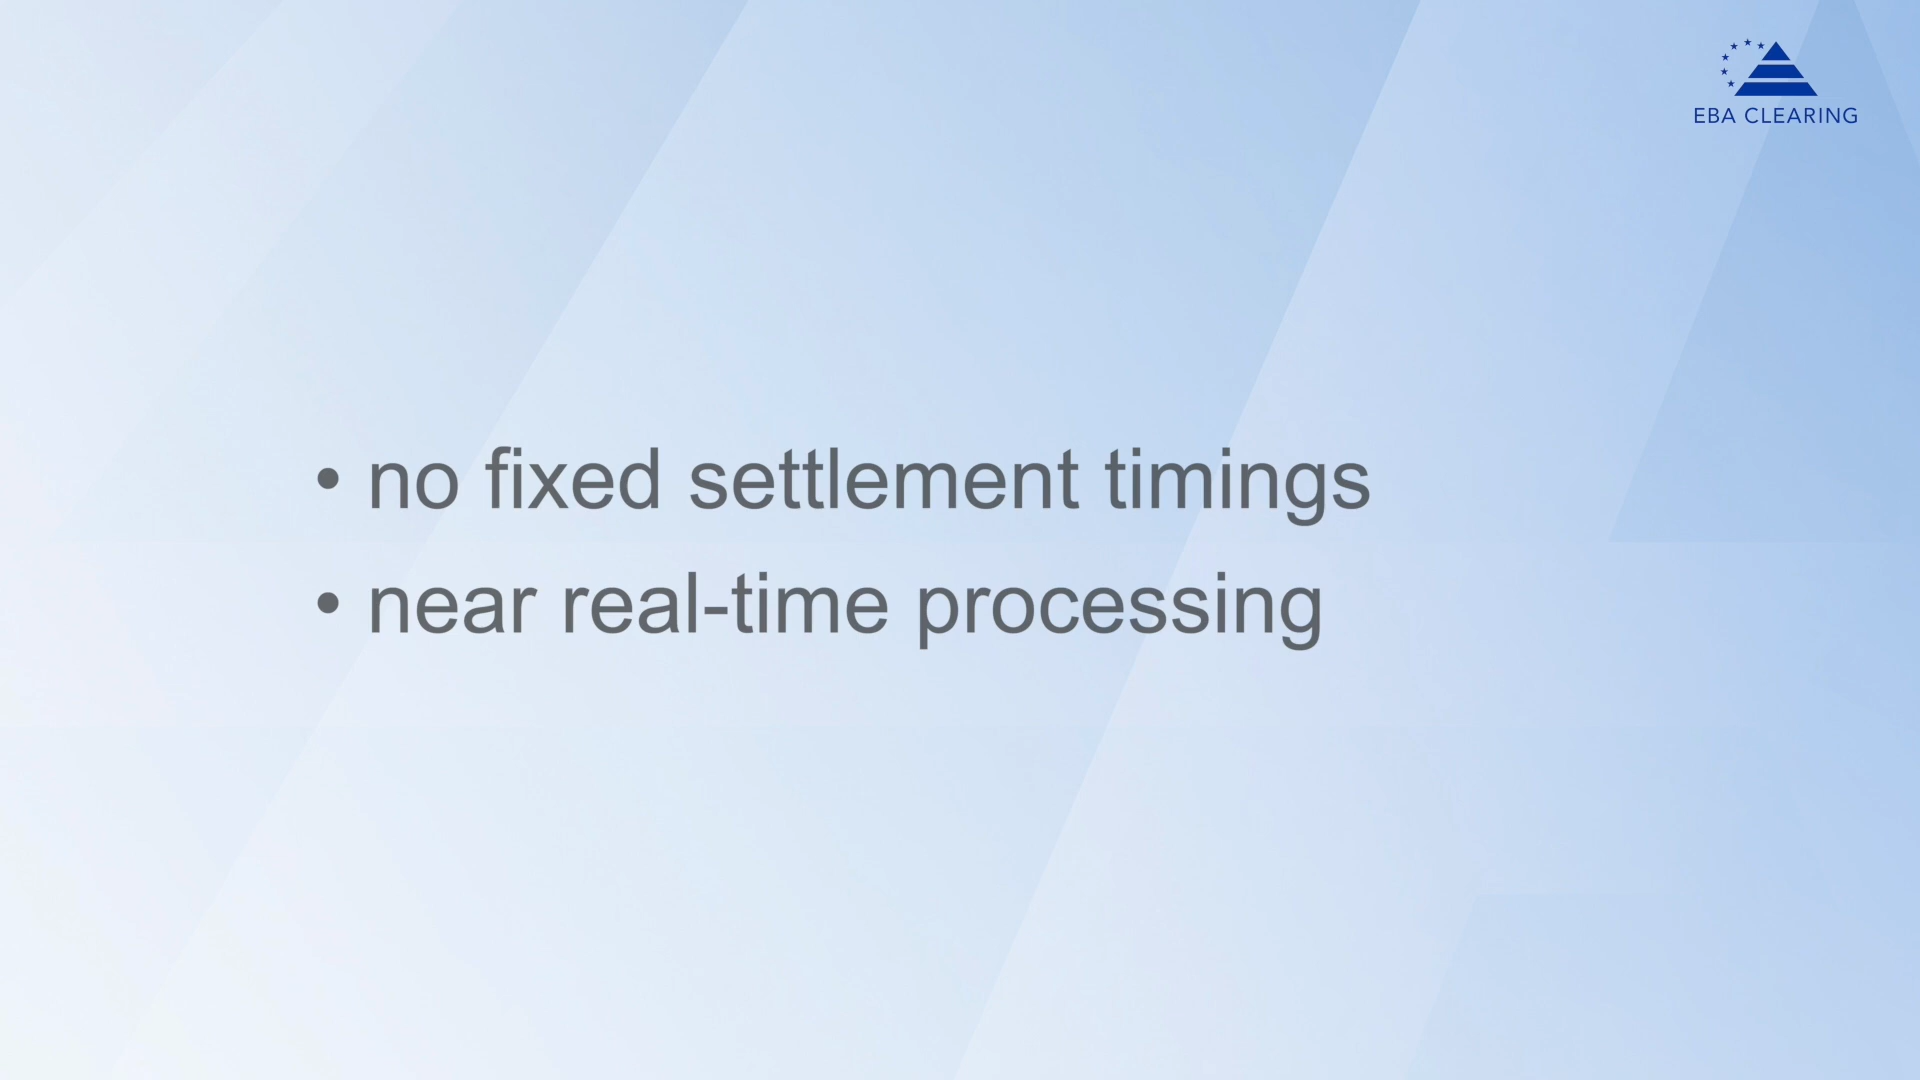 EBA CLEARING
• no fixed settlement timings
• near real-time processing